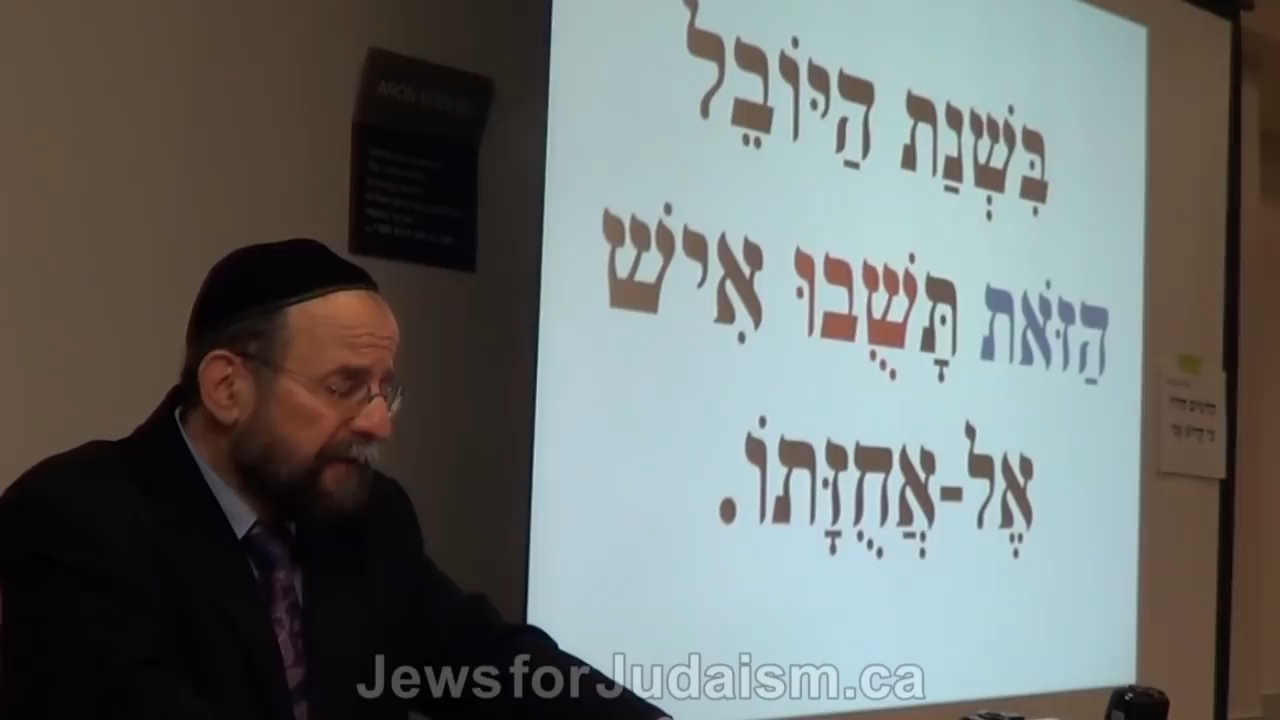 בִּשְׁנַת הַיּוֹבֵל
הַזֹּאת תָּשֻׁבוּ אִישׁ
אֶל-אֲחֻזָּתוֹ.
JewsforJudaism.ca